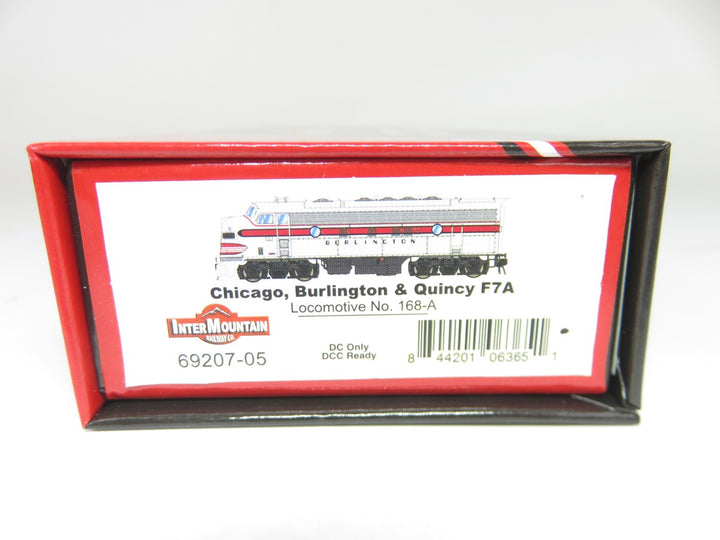 BURLINGTON
Chicago, Burlington & Quincy F7A
Locomotive No. 168-A
INTERMOUNTAIN
RAILWAY CO.
69207-05
DC Only
DCC Ready
8 44201 06365 1